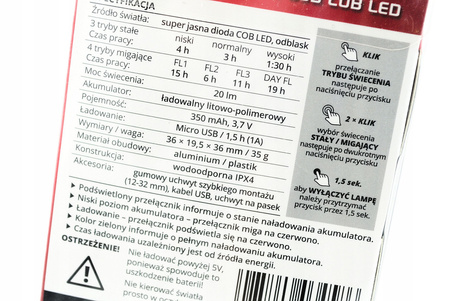 COB LED
SPECYFIKACJA
Źródło światła: super jasna dioda COB LED, odblask
3 tryby stałe niski normalny wysoki
Czas pracy: 4 h 3 h 1:30 h
4 tryby migające FL1 FL2 FL3 DAY FL
Czas pracy: 15 h 6 h 11 h 19 h
Moc świecenia: 20 lm
Akumulator: ładowalny litowo-polimerowy
Pojemność: 350 mAh, 3,7 V
Ładowanie: Micro USB / 1,5 h (1A)
Wymiary / waga: 36 × 19,5 × 36 mm / 35 g
Materiał obudowy: aluminium / plastik
Konstrukcja: wodoodporna IPX4
Akcesoria: gumowy uchwyt szybkiego montażu
(12-32 mm), kabel USB, uchwyt na pasek
▸ Podświetlony przełącznik informuje o stanie naładowania akumulatora.
▸ Niski poziom akumulatora – przełącznik miga na czerwono.
▸ Ładowanie – przełącznik podświetla się na czerwono.
▸ Kolor zielony informuje o pełnym naładowaniu akumulatora.
▸ Czas ładowania uzależniony jest od źródła energii.
OSTRZEŻENIE!
Nie ładować powyżej 5V,
ponieważ spowoduje to
uszkodzenie baterii!
Nie kierować światła
prosto w oczy
KLIK
przełączanie
TRYBU ŚWIECENIA
następuje po
naciśnięciu przycisku
2 × KLIK
wybór świecenia
STAŁY / MIGAJĄCY
następuje po dwukrotnym
naciśnięciu przycisku
1,5 sek.
aby WYŁĄCZYĆ LAMPĘ
należy przytrzymać
przycisk przez 1,5 sek.